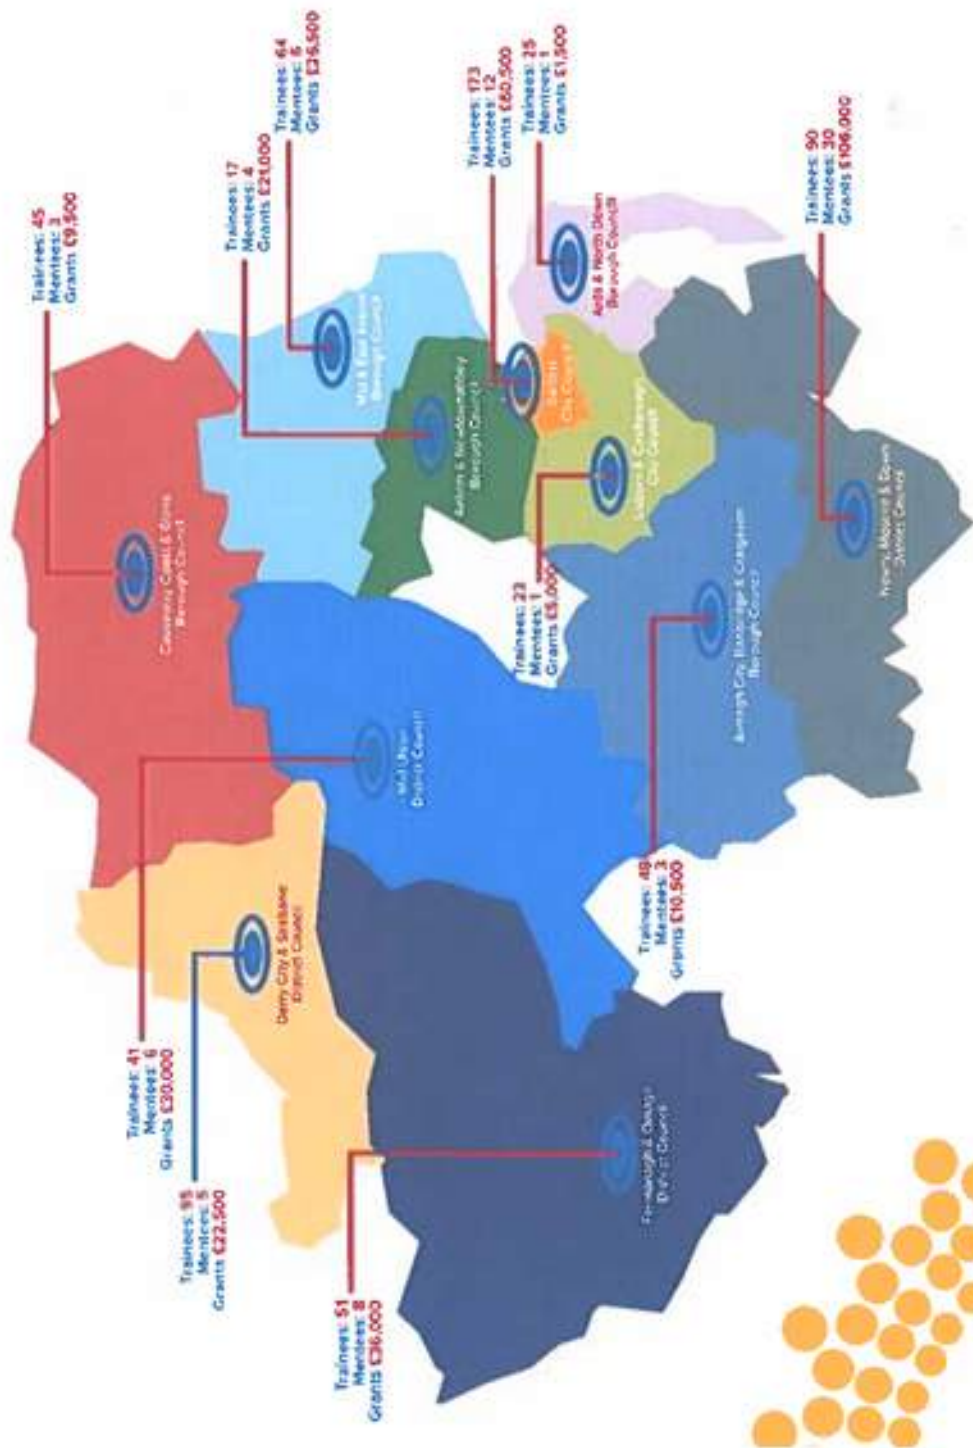 Trainees: 45
Mentees: 3
Grants £9,500
Trainees: 41
Mentees: 6
Grants £30,000
Causeway Coast & Glens
Borough Council
Trainees: 95
Mentees: 5
Grants £22,500
Trainees: 17
Mentees: 4
Grants £21,000
Derry City & Strabane
District Council
Trainees: 64
Mentees: 6
Grants £26,500
Trainees: 51
Mentees: 8
Grants £36,000
Mid & East Antrim
Borough Council
Mid Ulster
District Council
Antrim & Newtownabbey
Borough Council
Trainees: 173
Mentees: 12
Grants £60,500
Trainees: 25
Mentees: 1
Grants £1,500
Belfast
City Council
Trainees: 23
Mentees: 1
Grants £5,000
Ards & North Down
Borough Council
Lisburn & Castlereagh
City Council
Fermanagh & Omagh
District Council
Trainees: 48
Mentees: 3
Grants £10,500
Armagh City, Banbridge & Craigavon
Borough Council
Trainees: 90
Mentees: 30
Grants £106,000
Newry, Mourne & Down
District Council